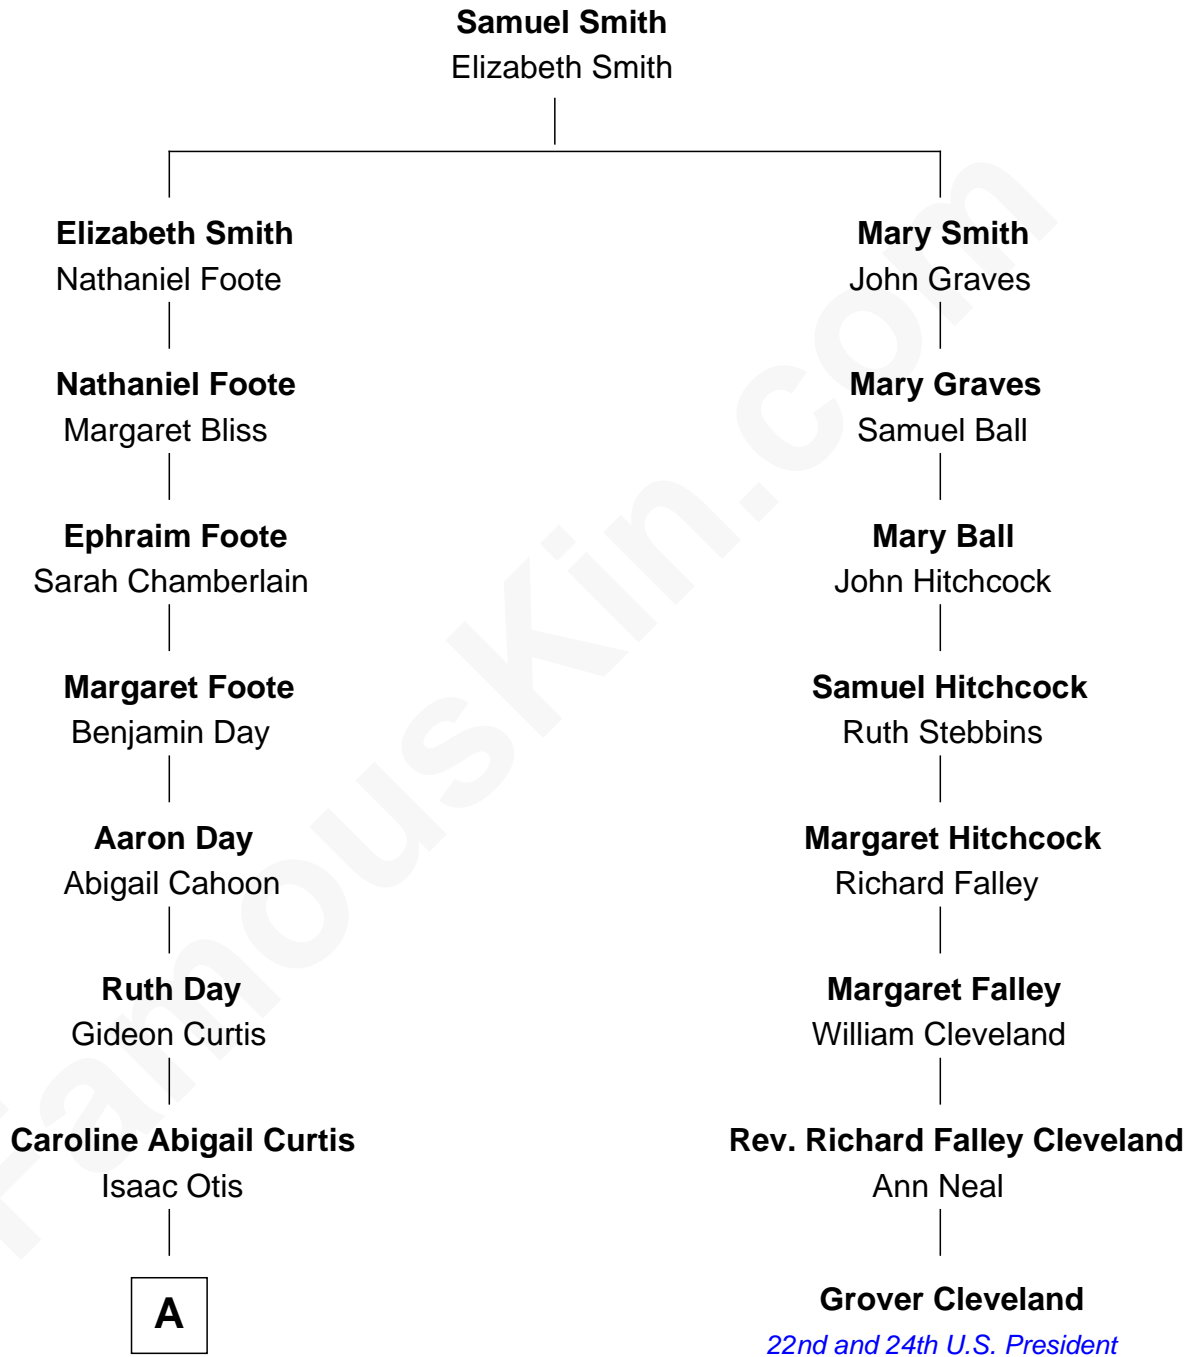 Samuel Smith
Elizabeth Smith
Elizabeth Smith
Nathaniel Foote
Mary Smith
John Graves
Nathaniel Foote
Margaret Bliss
Mary Graves
Samuel Ball
Ephraim Foote
Sarah Chamberlain
Mary Ball
John Hitchcock
Margaret Foote
Benjamin Day
Samuel Hitchcock
Ruth Stebbins
Aaron Day
Abigail Cahoon
Margaret Hitchcock
Richard Falley
Ruth Day
Gideon Curtis
Margaret Falley
William Cleveland
Caroline Abigail Curtis
Isaac Otis
Rev. Richard Falley Cleveland
Ann Neal
A
Grover Cleveland
22nd and 24th U.S. President
FamousKin.com